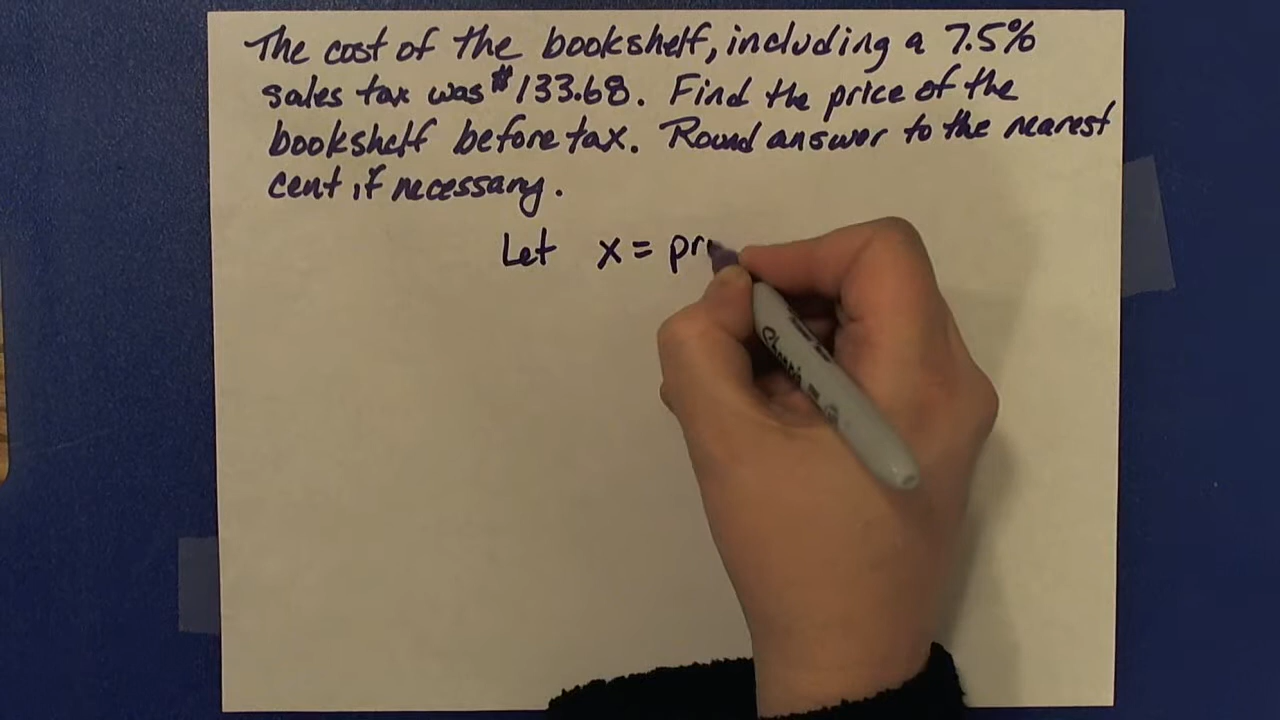 The cost of the bookshelf, including a 7.5%
sales tax was $133.68. Find the price of the
bookshelf before tax. Round answer to the nearest
cent if necessary.
Let x = pr
Sharpie